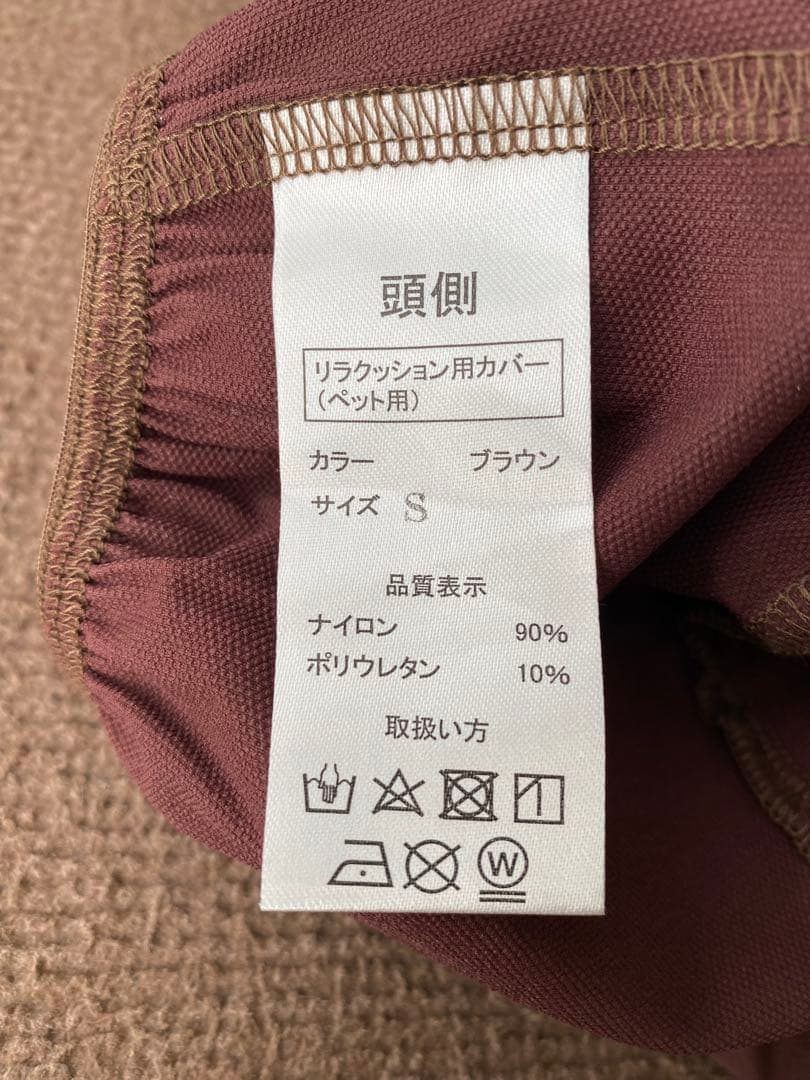 頭側
リラクッション用カバー
（ペット用）
カラー ブラウン
サイズ S
品質表示
ナイロン 90%
ポリウレタン 10%
取扱い方
W